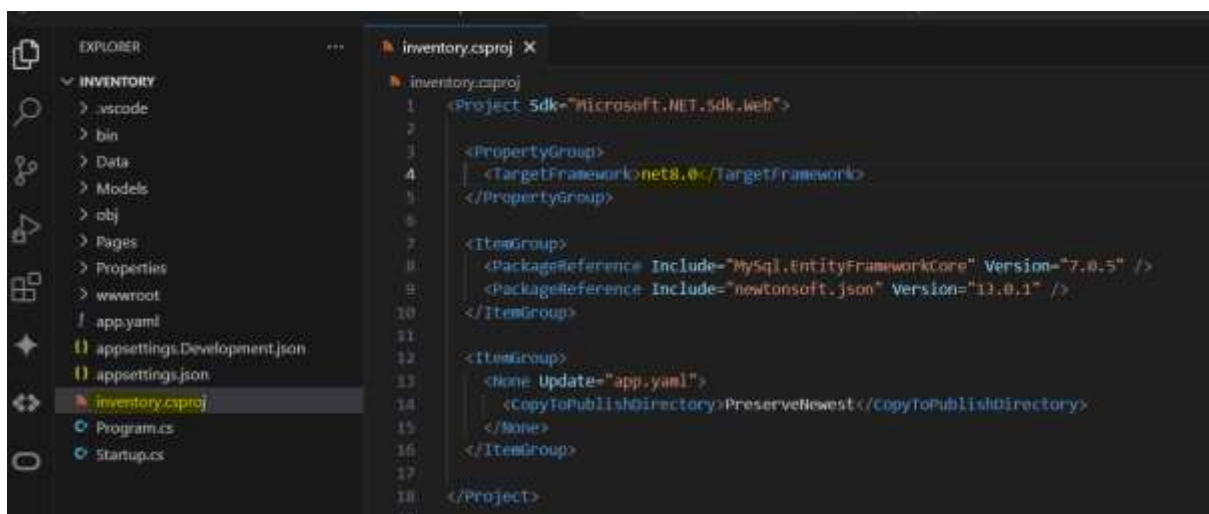 EXPLORER
INVENTORY
.vscode
bin
Data
Models
obj
Pages
Properties
wwwroot
app.yaml
appsettings.Development.json
appsettings.json
inventory.csproj
Program.cs
Startup.cs
inventory.csproj
inventory.csproj
1 <Project Sdk="Microsoft.NET.Sdk.Web">
2
3 <PropertyGroup>
4 <TargetFramework>net8.0</TargetFramework>
5 </PropertyGroup>
6
7 <ItemGroup>
8 <PackageReference Include="MySql.EntityFrameworkCore" Version="7.0.5" />
9 <PackageReference Include="newtonsoft.json" Version="13.0.1" />
10 </ItemGroup>
11
12 <ItemGroup>
13 <None Update="app.yaml">
14 <CopyToPublishDirectory>PreserveNewest</CopyToPublishDirectory>
15 </None>
16 </ItemGroup>
17
18 </Project>